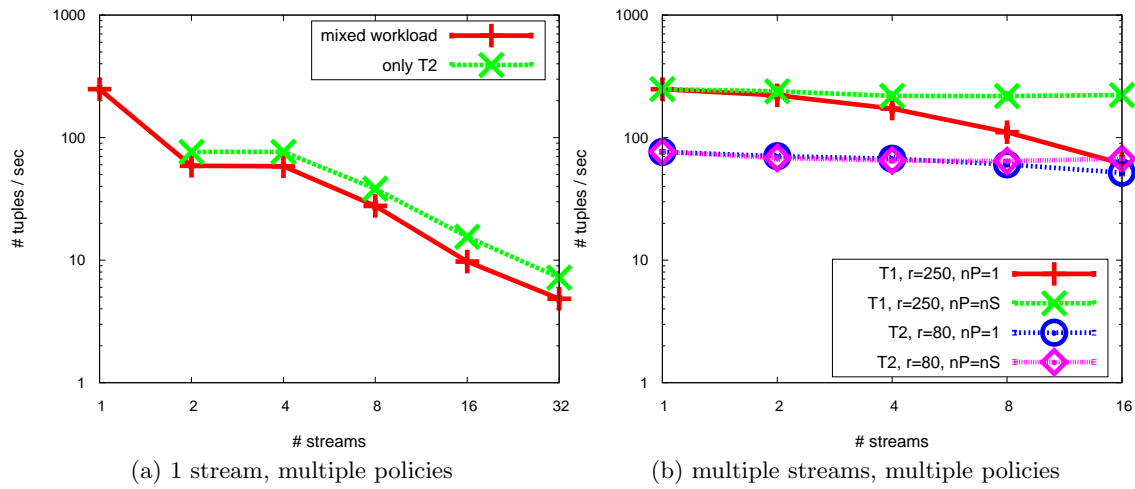 1000
100
10
1
# tuples / sec
mixed workload
only T2
1 2 4 8 16 32
# streams
(a) 1 stream, multiple policies
1000
100
10
1
# tuples / sec
T1, r=250, nP=1
T1, r=250, nP=nS
T2, r=80, nP=1
T2, r=80, nP=nS
1 2 4 8 16
# streams
(b) multiple streams, multiple policies